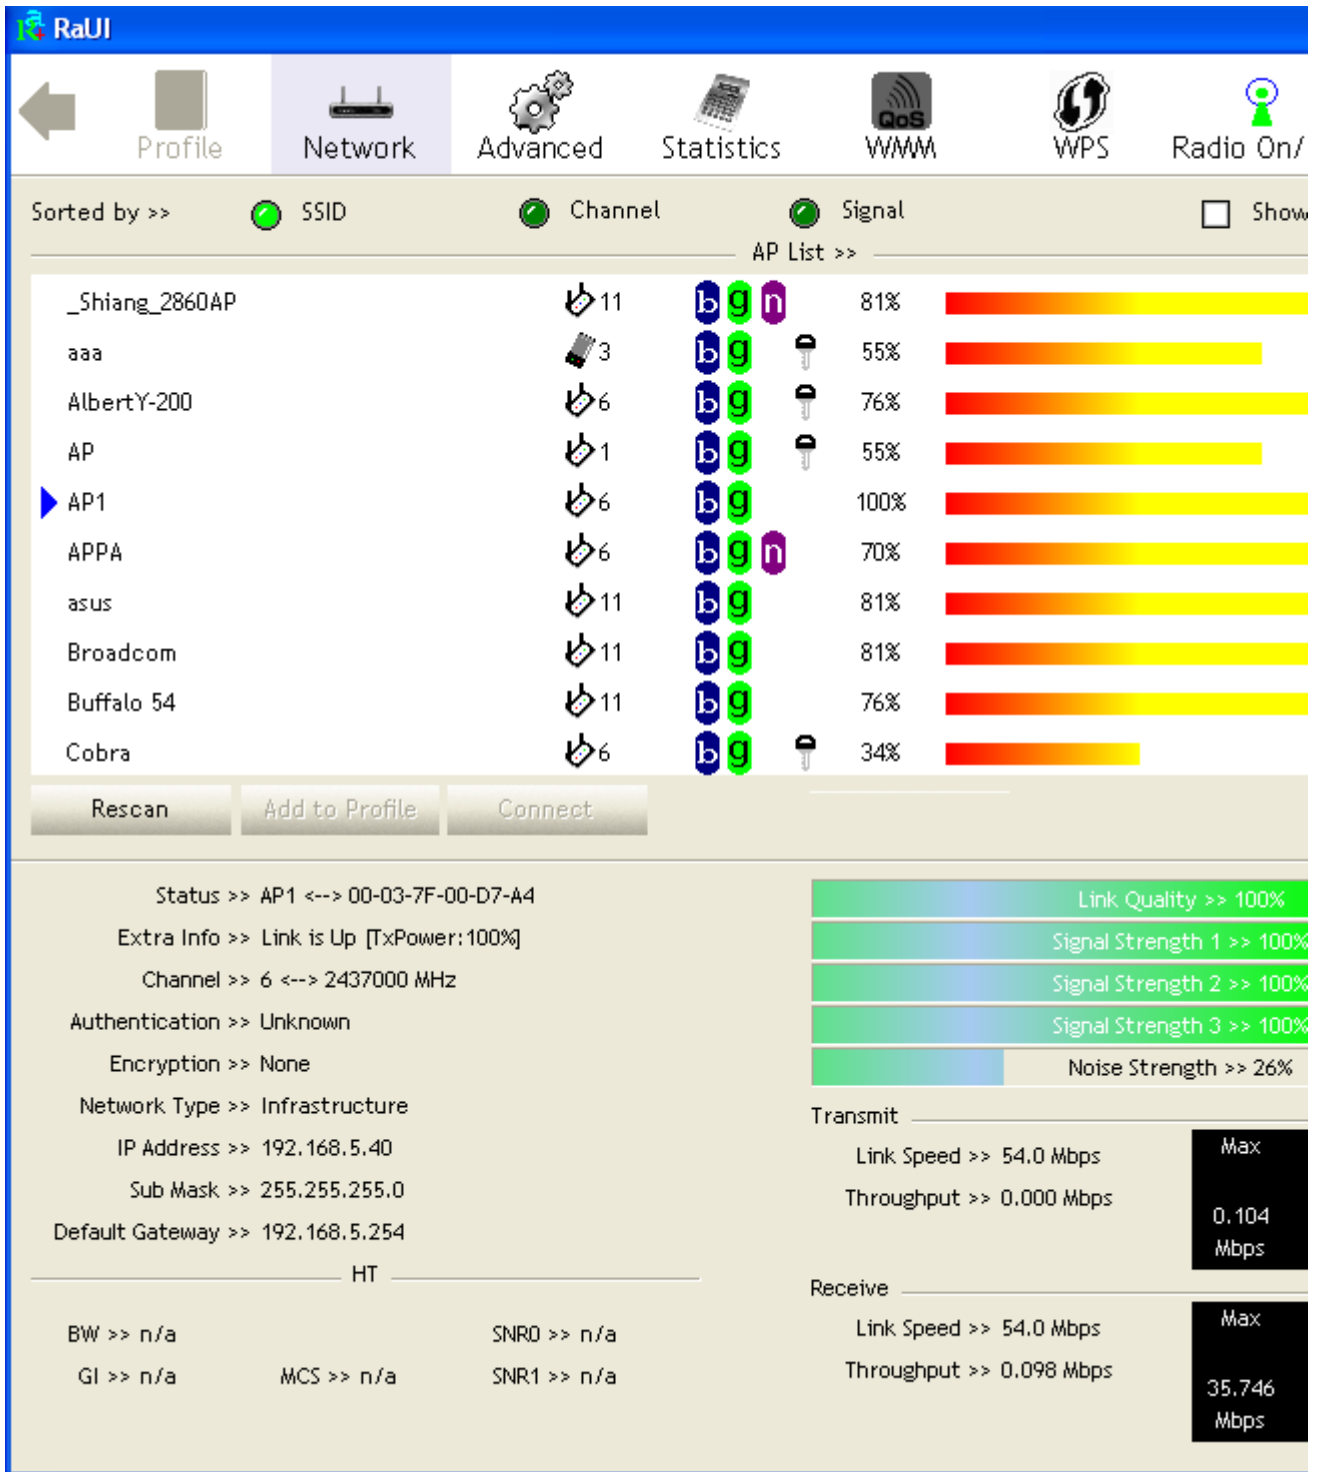 RaUI
Profile Network Advanced Statistics QoS WMM WPS Radio On/
Sorted by >> SSID Channel Signal Show
AP List >>
_Shiang_2860AP 11 b g n 81%
aaa 3 b g 55%
AlbertY-200 6 b g 76%
AP 1 b g 55%
AP1 6 b g 100%
APPA 6 b g n 70%
asus 11 b g 81%
Broadcom 11 b g 81%
Buffalo 54 11 b g 76%
Cobra 6 b g 34%
Rescan Add to Profile Connect
Status >> AP1 <--> 00-03-7F-00-D7-A4
Extra Info >> Link is Up [TxPower:100%]
Channel >> 6 <--> 2437000 MHz
Authentication >> Unknown
Encryption >> None
Network Type >> Infrastructure
IP Address >> 192.168.5.40
Sub Mask >> 255.255.255.0
Default Gateway >> 192.168.5.254
HT
BW >> n/a SNR0 >> n/a
GI >> n/a MCS >> n/a SNR1 >> n/a
Link Quality >> 100%
Signal Strength 1 >> 100%
Signal Strength 2 >> 100%
Signal Strength 3 >> 100%
Noise Strength >> 26%
Transmit
Link Speed >> 54.0 Mbps
Throughput >> 0.000 Mbps
Max
0.104
Mbps
Receive
Link Speed >> 54.0 Mbps
Throughput >> 0.098 Mbps
Max
35.746
Mbps